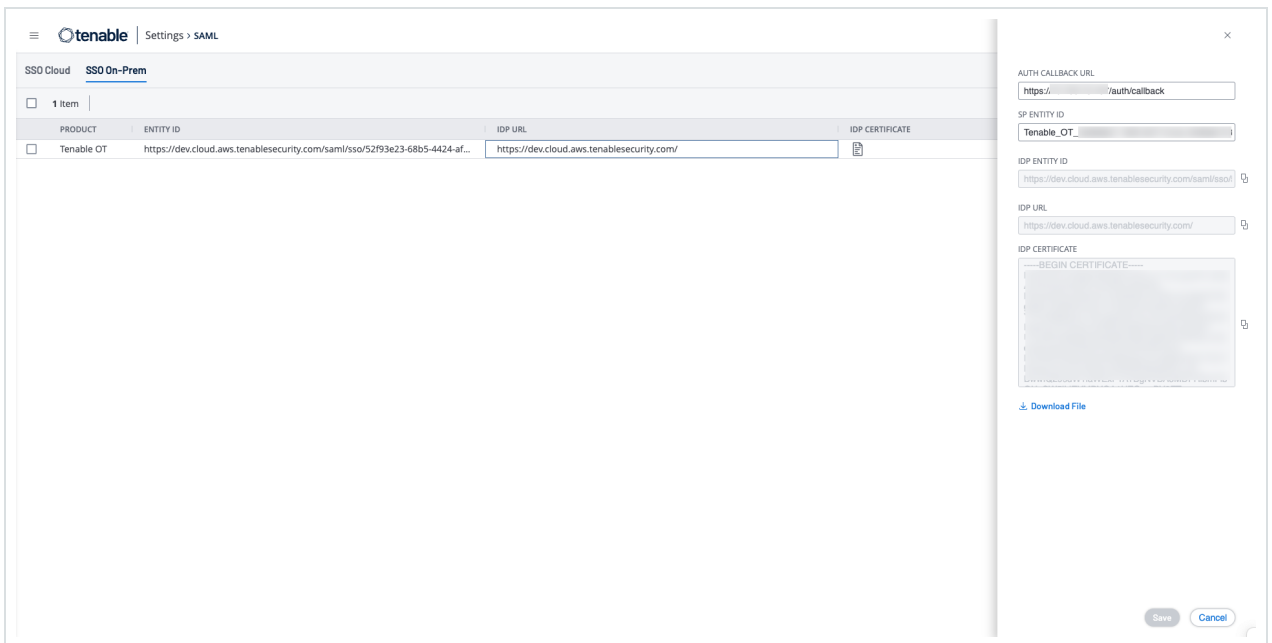 tenable Settings > SAML
SSO Cloud SSO On-Prem
1 Item
PRODUCT ENTITY ID IDP URL IDP CERTIFICATE
Tenable OT https://dev.cloud.aws.tenablesecurity.com/saml/sso/52f93e23-68b5-4424-af... https://dev.cloud.aws.tenablesecurity.com/
AUTH CALLBACK URL
https:/ /auth/callback
SP ENTITY ID
Tenable_OT_
IDP ENTITY ID
https://dev.cloud.aws.tenablesecurity.com/saml/sso/
IDP URL
https://dev.cloud.aws.tenablesecurity.com/
IDP CERTIFICATE
-----BEGIN CERTIFICATE-----
Download File
Save Cancel